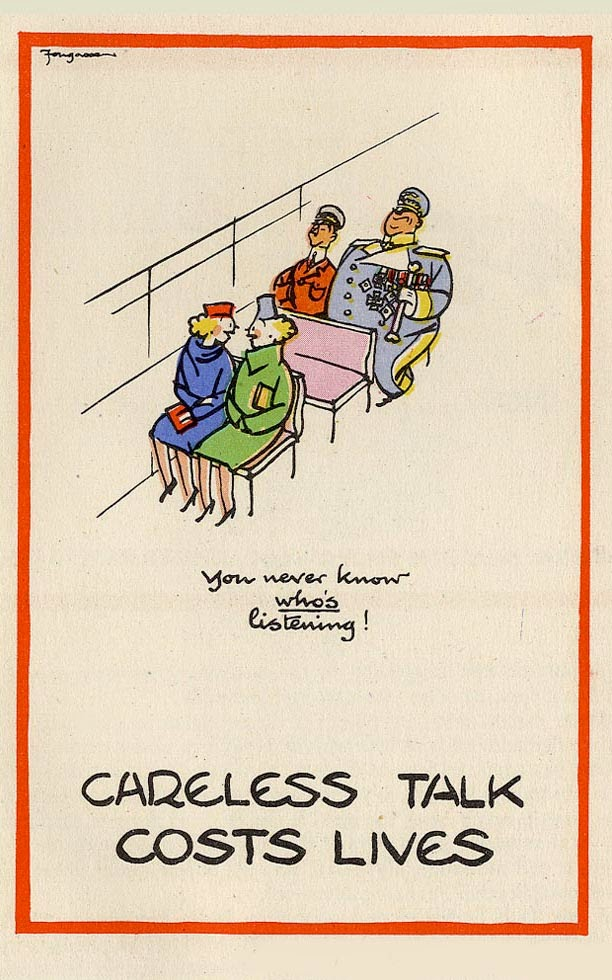 Fougasse
you never know
who's
listening!
CARELESS TALK
COSTS LIVES